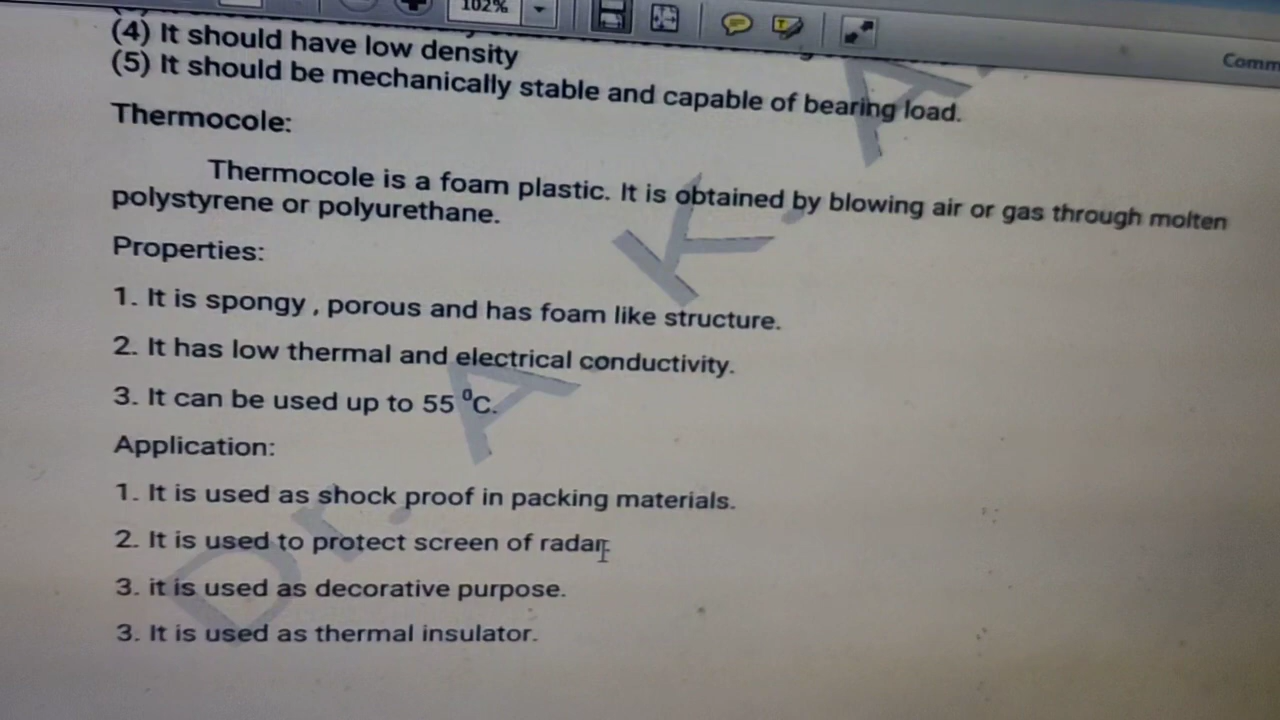 102%
Comm
(4) It should have low density
(5) It should be mechanically stable and capable of bearing load.
Thermocole:
Thermocole is a foam plastic. It is obtained by blowing air or gas through molten
polystyrene or polyurethane.
Properties:
1. It is spongy , porous and has foam like structure.
2. It has low thermal and electrical conductivity.
3. It can be used up to 55 ⁰C.
Application:
1. It is used as shock proof in packing materials.
2. It is used to protect screen of radar.
3. it is used as decorative purpose.
3. It is used as thermal insulator.
Dr. A. K. A.